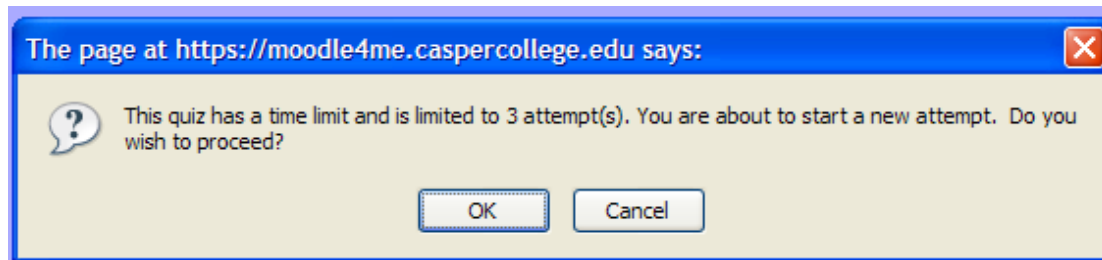 The page at https://moodle4me.caspercollege.edu says:
This quiz has a time limit and is limited to 3 attempt(s). You are about to start a new attempt.  Do you
wish to proceed?
OK
Cancel